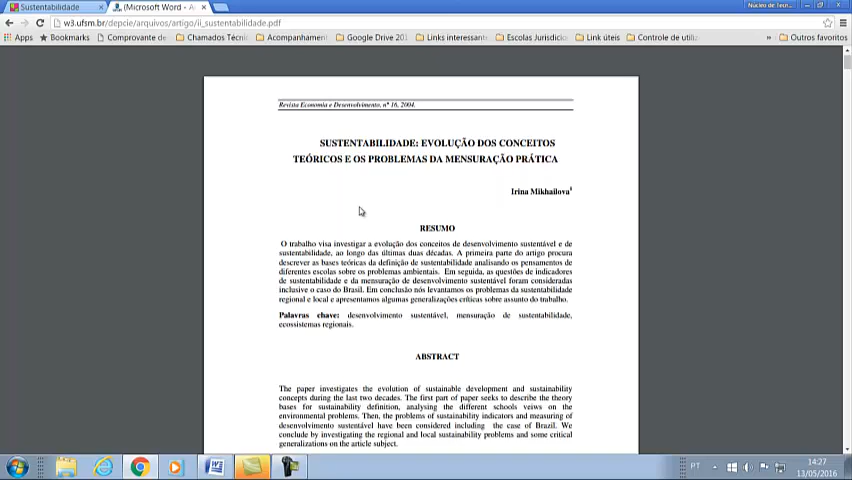 Sustentabilidade
(Microsoft Word - A
Núcleo de Tecn...
w3.ufsm.br/depcie/arquivos/artigo/ii_sustentabilidade.pdf
Apps Bookmarks Comprovante de Chamados Técnic Acompanhament Google Drive 201 Links interessante Escolas Jurisdicio Link úteis Controle de utiliz » Outros favoritos
Revista Economia e Desenvolvimento, nº 16, 2004.
SUSTENTABILIDADE: EVOLUÇÃO DOS CONCEITOS
TEÓRICOS E OS PROBLEMAS DA MENSURAÇÃO PRÁTICA
Irina Mikhailova¹
RESUMO
O trabalho visa investigar a evolução dos conceitos de desenvolvimento sustentável e de
sustentabilidade, ao longo das últimas duas décadas. A primeira parte do artigo procura
descrever as bases teóricas da definição de sustentabilidade analisando os pensamentos de
diferentes escolas sobre os problemas ambientais. Em seguida, as questões de indicadores
de sustentabilidade e da mensuração de desenvolvimento sustentável foram consideradas
inclusive o caso do Brasil. Em conclusão nós levantamos os problemas da sustentabilidade
regional e local e apresentamos algumas generalizações críticas sobre assunto do trabalho.
Palavras chave: desenvolvimento sustentável, mensuração de sustentabilidade,
ecossistemas regionais.
ABSTRACT
The paper investigates the evolution of sustainable development and sustainability
concepts during the last two decades. The first part of paper seeks to describe the theory
bases for sustainability definition, analysing the different schools veiws on the
environmental problems. Then, the problems of sustainability indicators and measuring of
desenvolvimento sustentável have been considered including the case of Brazil. We
conclude by investigating the regional and local sustainability problems and some critical
generalizations on the article subject.
PT
14:27
13/05/2016